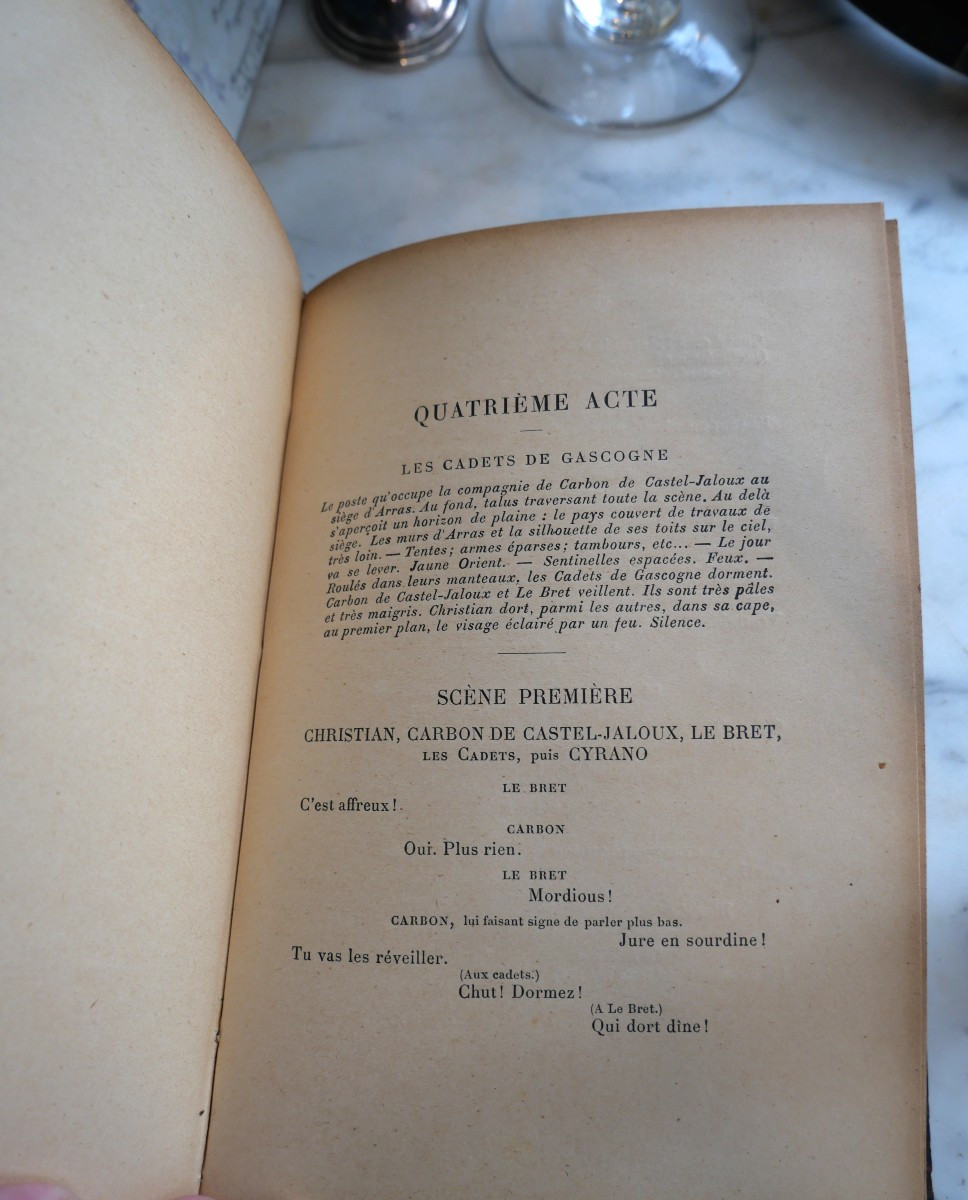 QUATRIÈME ACTE
LES CADETS DE GASCOGNE
Le poste qu'occupe la compagnie de Carbon de Castel-Jaloux au
siège d'Arras. Au fond, talus traversant toute la scène. Au delà
s'aperçoit un horizon de plaine : le pays couvert de travaux de
siège. Les murs d'Arras et la silhouette de ses toits sur le ciel,
très loin. — Tentes; armes éparses; tambours, etc... — Le jour
va se lever. Jaune Orient. — Sentinelles espacées. Feux. —
Roulés dans leurs manteaux, les Cadets de Gascogne dorment.
Carbon de Castel-Jaloux et Le Bret veillent. Ils sont très pâles
et très maigris. Christian dort, parmi les autres, dans sa cape,
au premier plan, le visage éclairé par un feu. Silence.
SCÈNE PREMIÈRE
CHRISTIAN, CARBON DE CASTEL-JALOUX, LE BRET,
LES CADETS, puis CYRANO
LE BRET
C'est affreux !
CARBON
Oui. Plus rien.
LE BRET
Mordious !
CARBON, lui faisant signe de parler plus bas.
Jure en sourdine !
Tu vas les réveiller.
(Aux cadets.)
Chut ! Dormez !
(A Le Bret.)
Qui dort dîne !